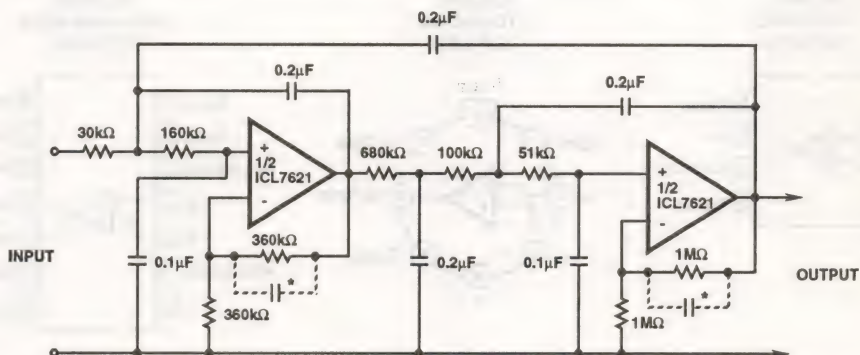 0.2µF
0.2µF
0.2µF
30kΩ
160kΩ
+
1/2
ICL7621
-
680kΩ
100kΩ
51kΩ
+
1/2
ICL7621
-
INPUT
0.1µF
360kΩ
*
360kΩ
0.2µF
0.1µF
1MΩ
*
1MΩ
OUTPUT